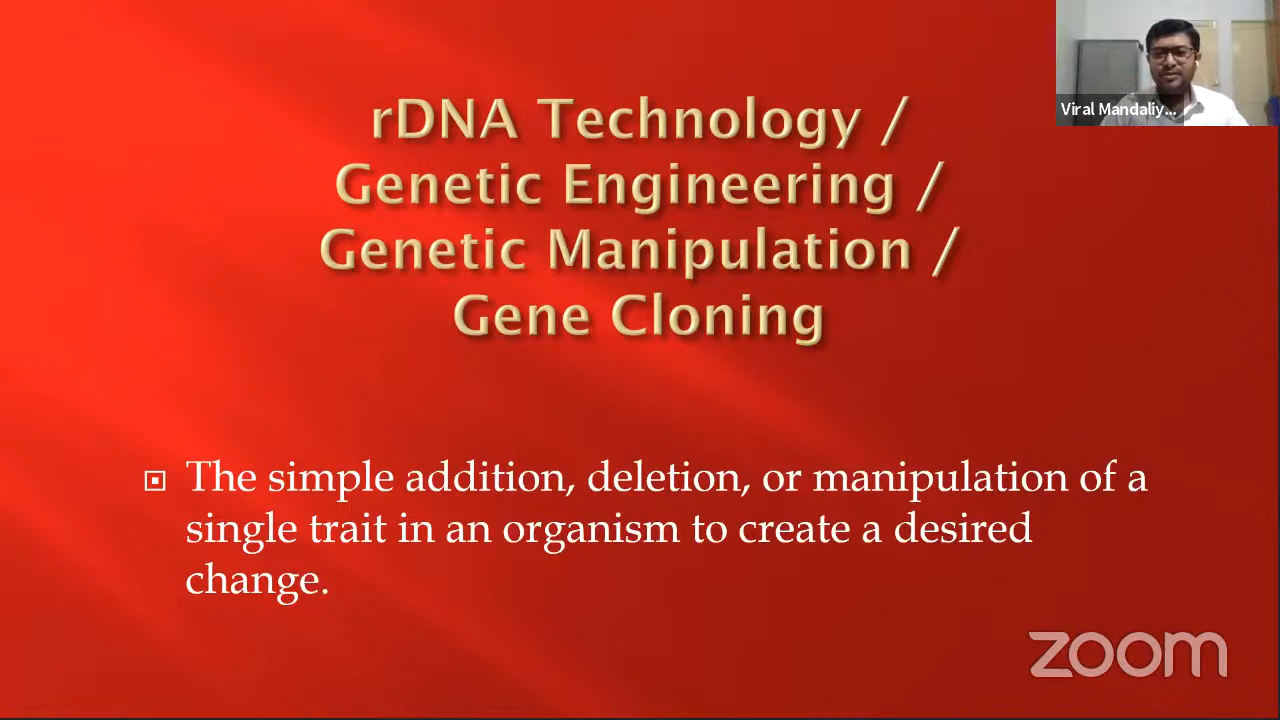 rDNA Technology /
Genetic Engineering /
Genetic Manipulation /
Gene Cloning
Viral Mandaliy...
The simple addition, deletion, or manipulation of a
single trait in an organism to create a desired
change.
zoom